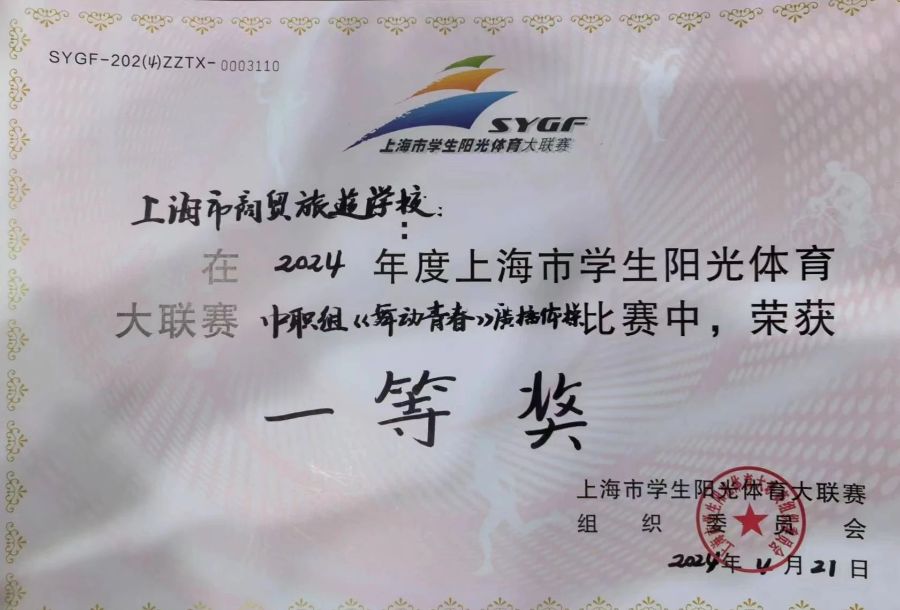 SYGF-202(4)ZZTX-0003110
SYGF
上海市学生阳光体育大联赛
上海市商贸旅遊学校：
在 2024 年度上海市学生阳光体育
大联赛 中职组《舞动青春》广播体操比赛中，荣获
一等奖
上海市学生阳光体育大联赛
组织委员会
2024年4月21日